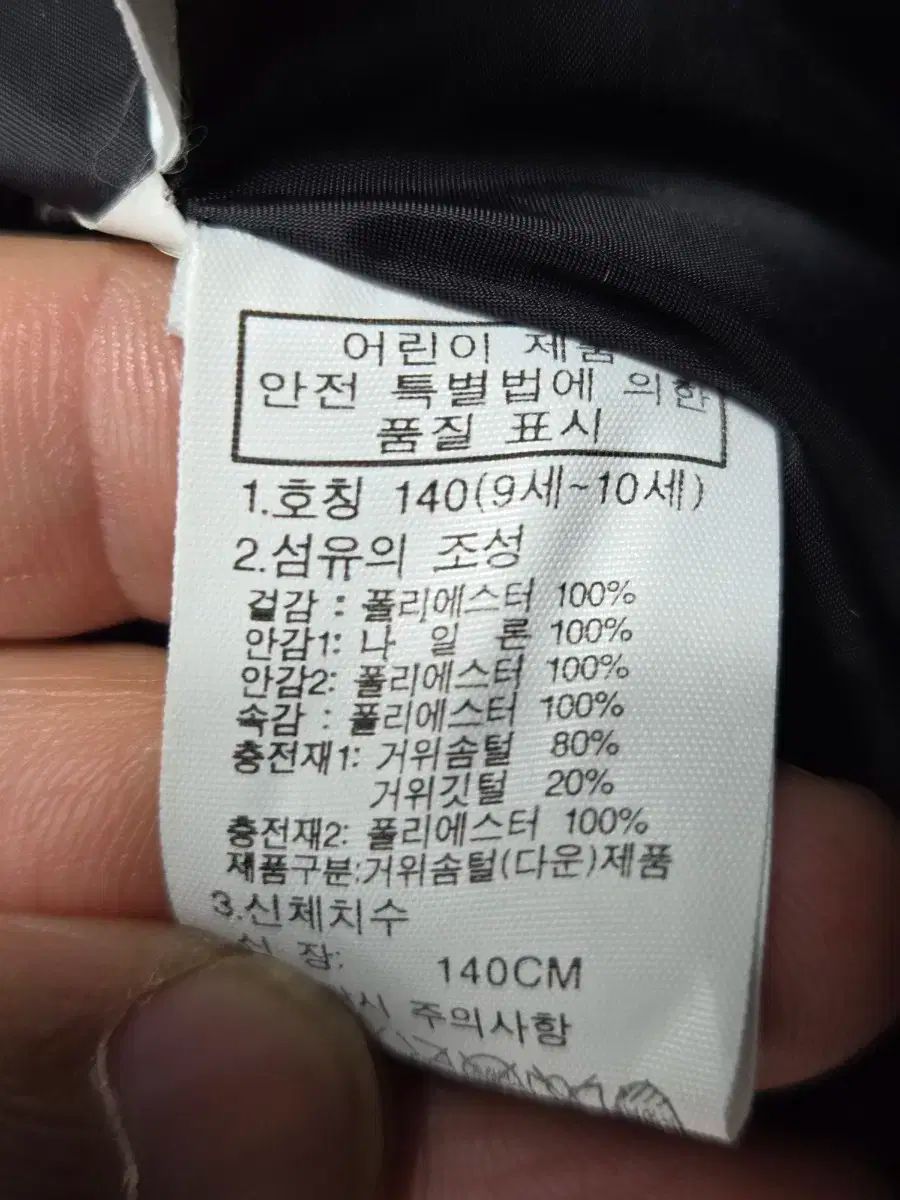 어린이 제품
안전 특별법에 의한
품질 표시
1.호칭 140(9세~10세)
2.섬유의 조성
겉감 : 폴리에스터 100%
안감1: 나 일 론 100%
안감2: 폴리에스터 100%
속감 : 폴리에스터 100%
충전재1: 거위솜털 80%
거위깃털 20%
충전재2: 폴리에스터 100%
제품구분:거위솜털(다운)제품
3.신체치수
신 장: 140CM
주의사항